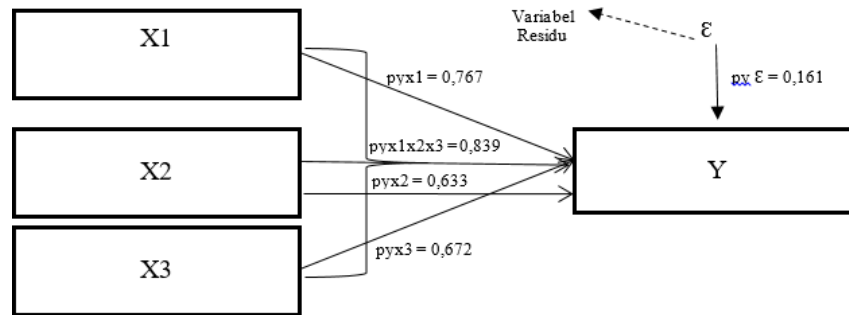 X1
Variabel
Residu
Ɛ
pyx1 = 0,767
py Ɛ = 0,161
pyx1x2x3 = 0,839
X2
Y
pyx2 = 0,633
pyx3 = 0,672
X3